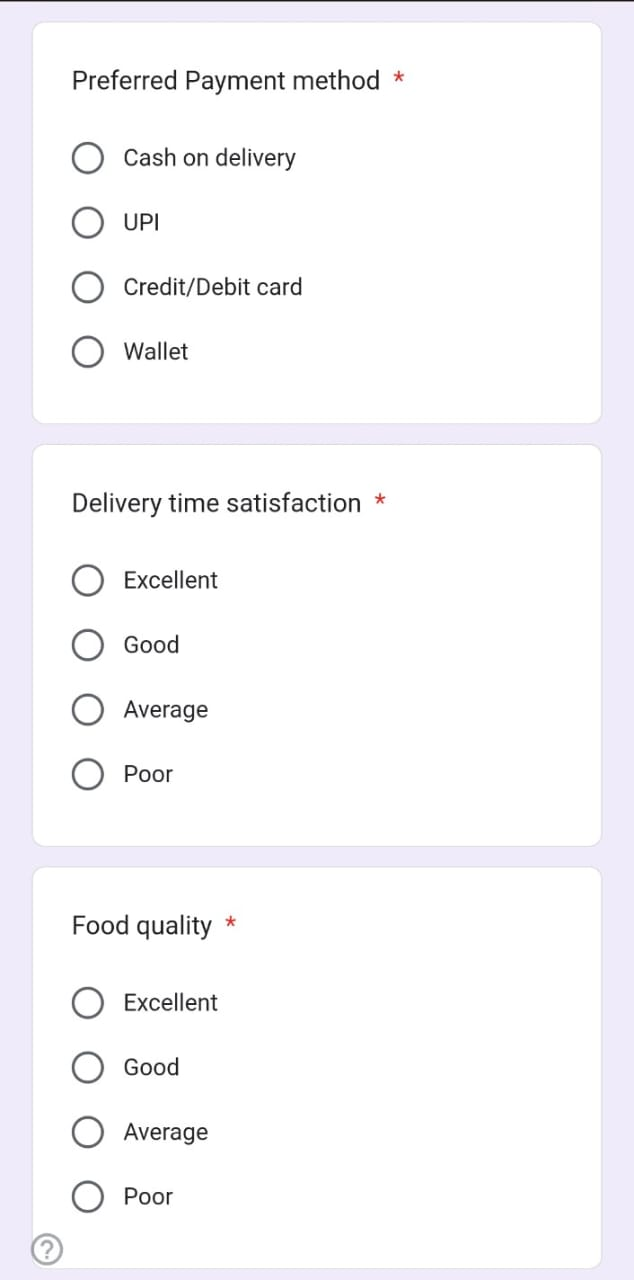 Preferred Payment method *
Cash on delivery
UPI
Credit/Debit card
Wallet
Delivery time satisfaction *
Excellent
Good
Average
Poor
Food quality *
Excellent
Good
Average
Poor
?